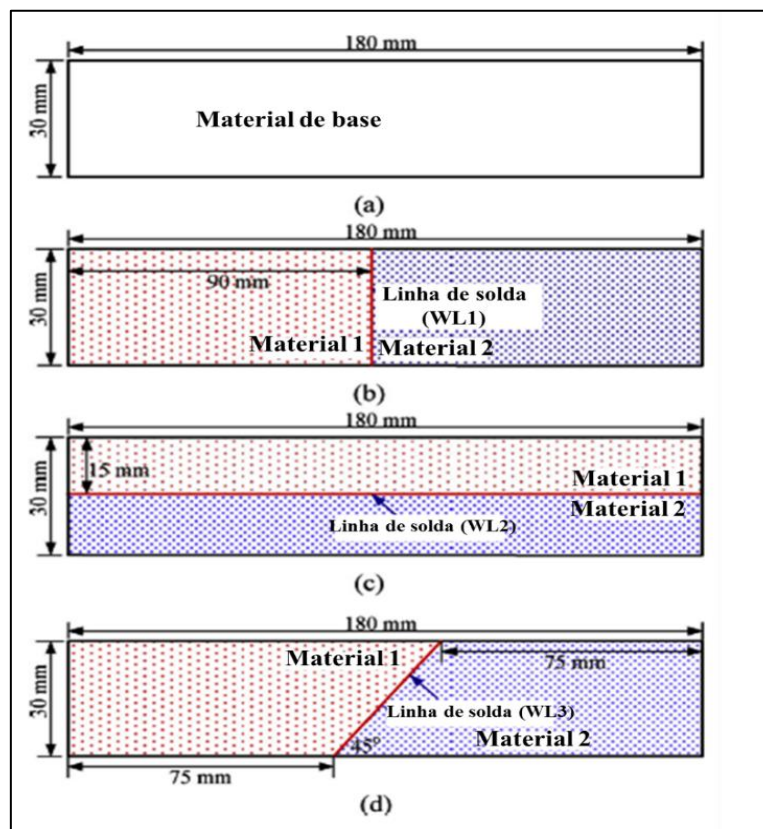 180 mm
30 mm
Material de base
(a)
180 mm
30 mm
90 mm
Linha de solda
(WL1)
Material 1
Material 2
(b)
180 mm
30 mm
15 mm
Material 1
Material 2
Linha de solda (WL2)
(c)
180 mm
30 mm
Material 1
75 mm
Linha de solda (WL3)
45°
Material 2
75 mm
(d)